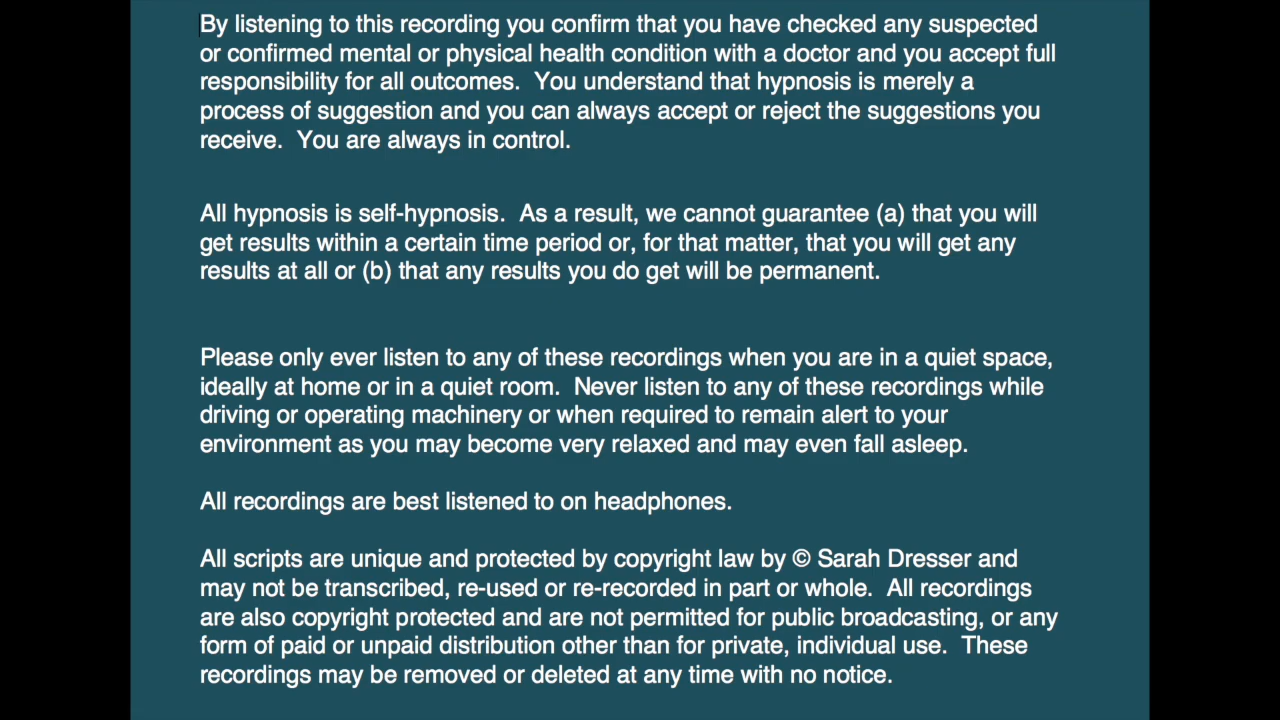 By listening to this recording you confirm that you have checked any suspected
or confirmed mental or physical health condition with a doctor and you accept full
responsibility for all outcomes.  You understand that hypnosis is merely a
process of suggestion and you can always accept or reject the suggestions you
receive.  You are always in control.
All hypnosis is self-hypnosis.  As a result, we cannot guarantee (a) that you will
get results within a certain time period or, for that matter, that you will get any
results at all or (b) that any results you do get will be permanent.
Please only ever listen to any of these recordings when you are in a quiet space,
ideally at home or in a quiet room.  Never listen to any of these recordings while
driving or operating machinery or when required to remain alert to your
environment as you may become very relaxed and may even fall asleep.
All recordings are best listened to on headphones.
All scripts are unique and protected by copyright law by © Sarah Dresser and
may not be transcribed, re-used or re-recorded in part or whole.  All recordings
are also copyright protected and are not permitted for public broadcasting, or any
form of paid or unpaid distribution other than for private, individual use.  These
recordings may be removed or deleted at any time with no notice.